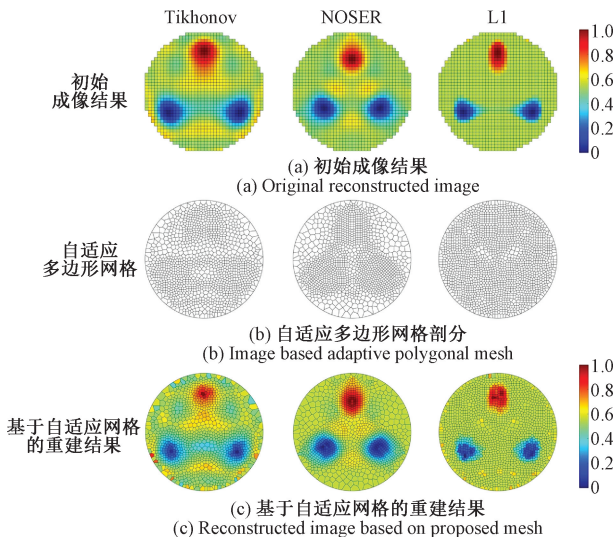 Tikhonov NOSER L1
初始
成像结果
1.0
0.8
0.6
0.4
0.2
0
(a) 初始成像结果
(a) Original reconstructed image
自适应
多边形网格
(b) 自适应多边形网格剖分
(b) Image based adaptive polygonal mesh
基于自适应网格
的重建结果
1.0
0.8
0.6
0.4
0.2
0
(c) 基于自适应网格的重建结果
(c) Reconstructed image based on proposed mesh